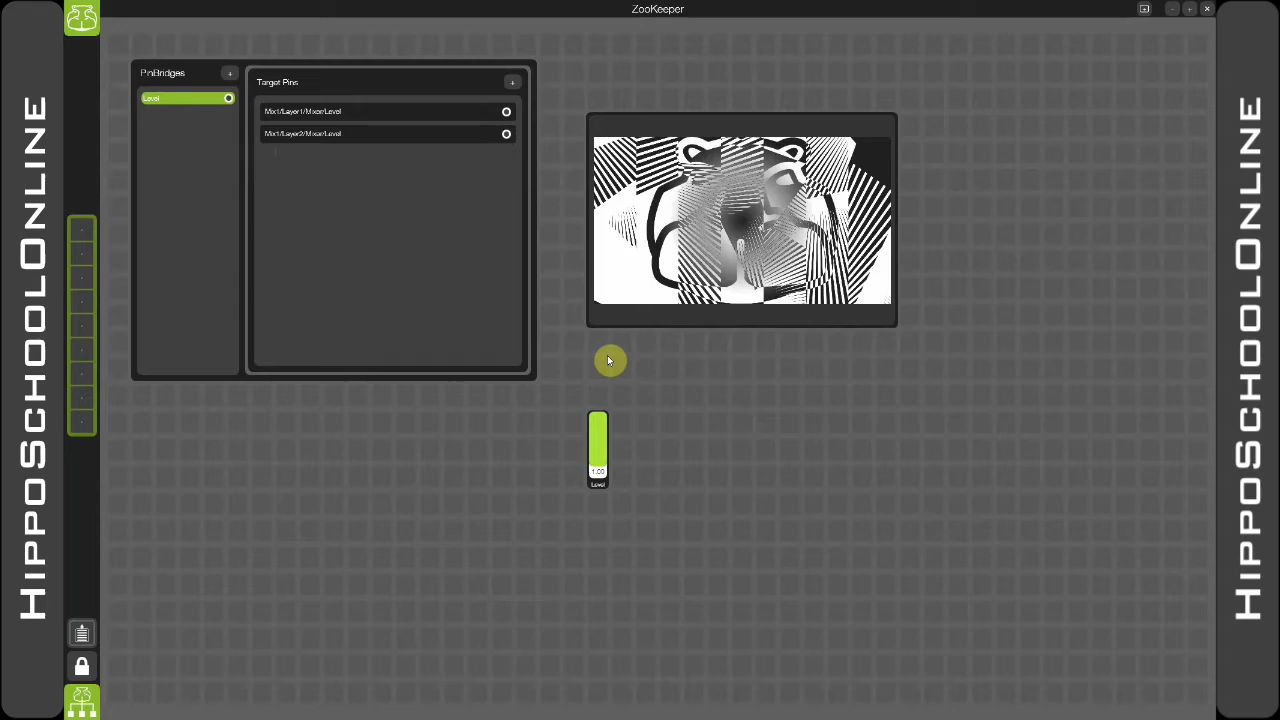 ZooKeeper
HIPPOSCHOOLONLINE
PinBridges
+
Level
Target Pins
+
Mix1/Layer1/Mixer/Level
Mix1/Layer2/Mixer/Level
1.00
Level
HIPPOSCHOOLONLINE